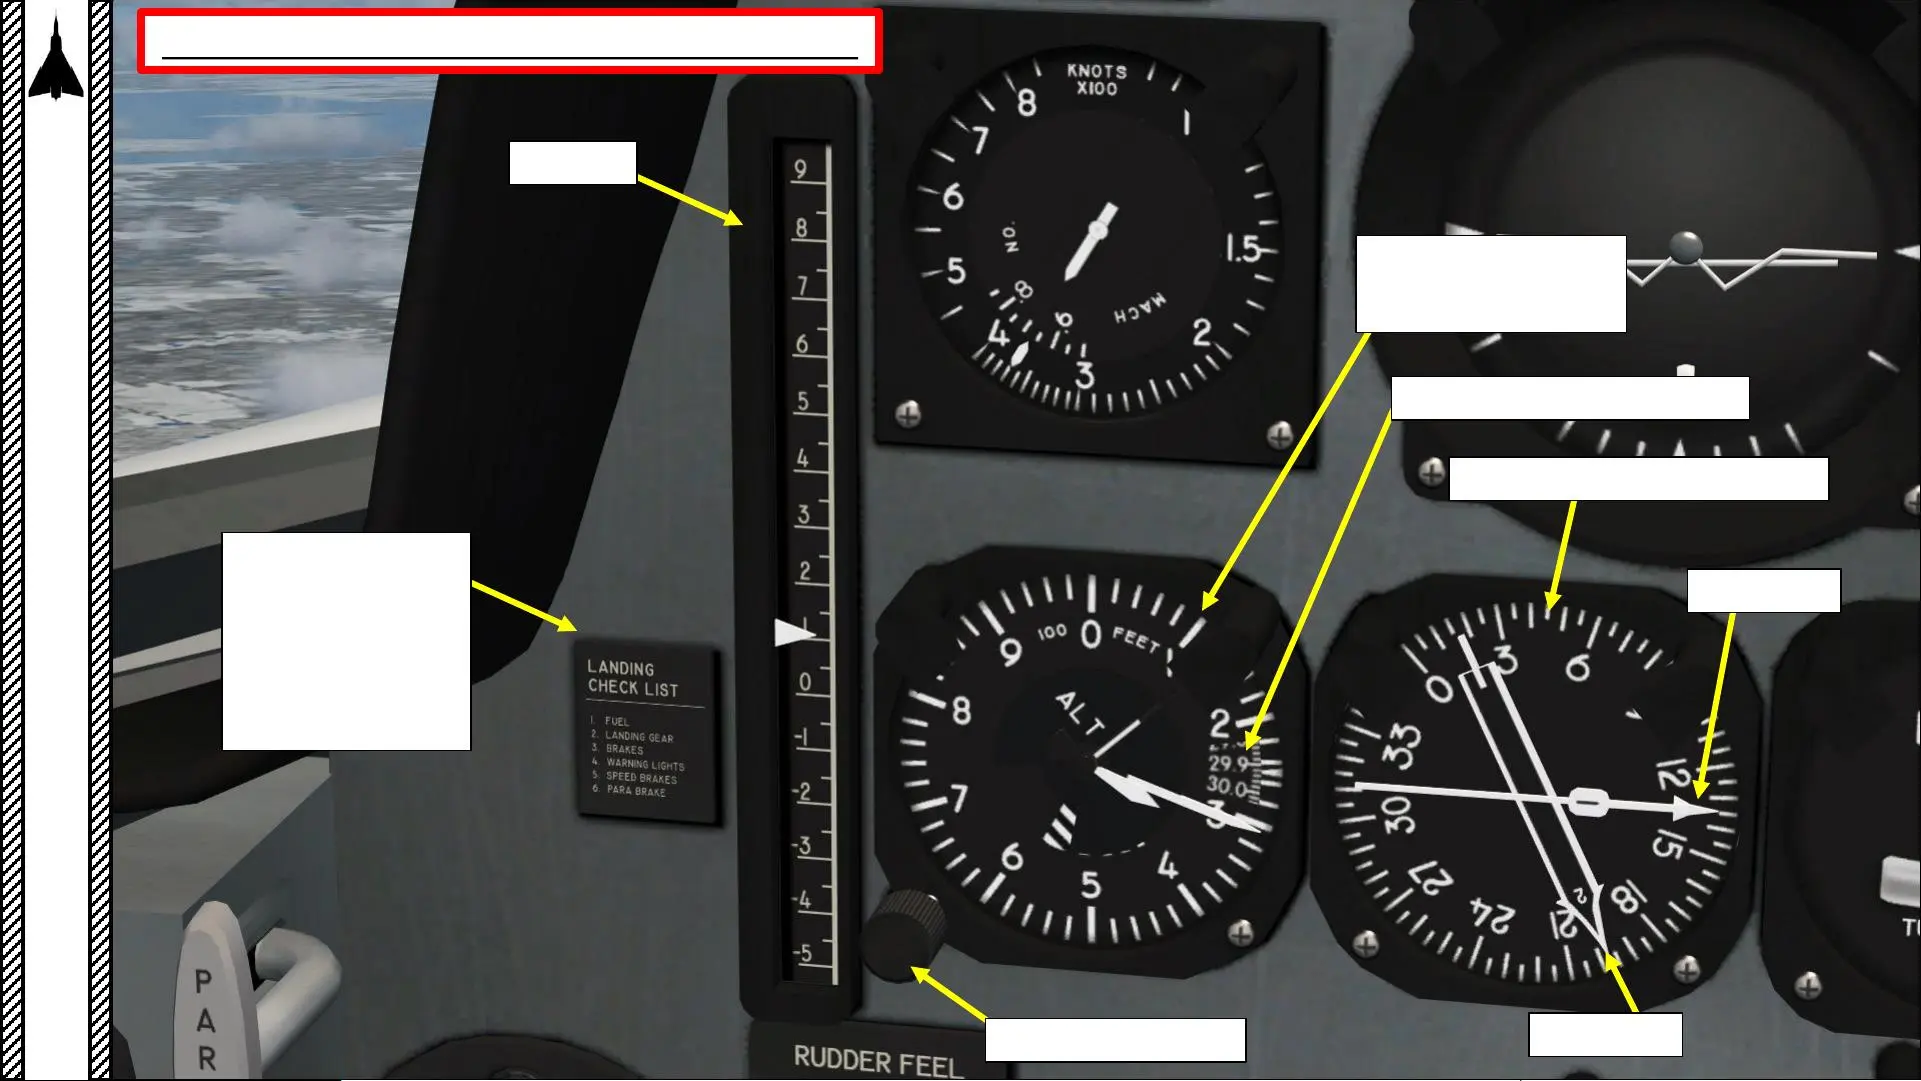 KNOTS
X100
8
7
6
5
4
3
2
1.5
1
NO.
MACH
.8
.9
9
8
7
6
5
4
3
2
1
0
-1
-2
-3
-4
-5
LANDING
CHECK LIST
1. FUEL
2. LANDING GEAR
3. BRAKES
4. WARNING LIGHTS
5. SPEED BRAKES
6. PARA BRAKE
100 0 FEET
9
8
7
6
5
4
3
2
ALT
29.9
30.0
0
3
6
12
15
18
21
24
27
30
33
2
P
A
R
RUDDER FEEL